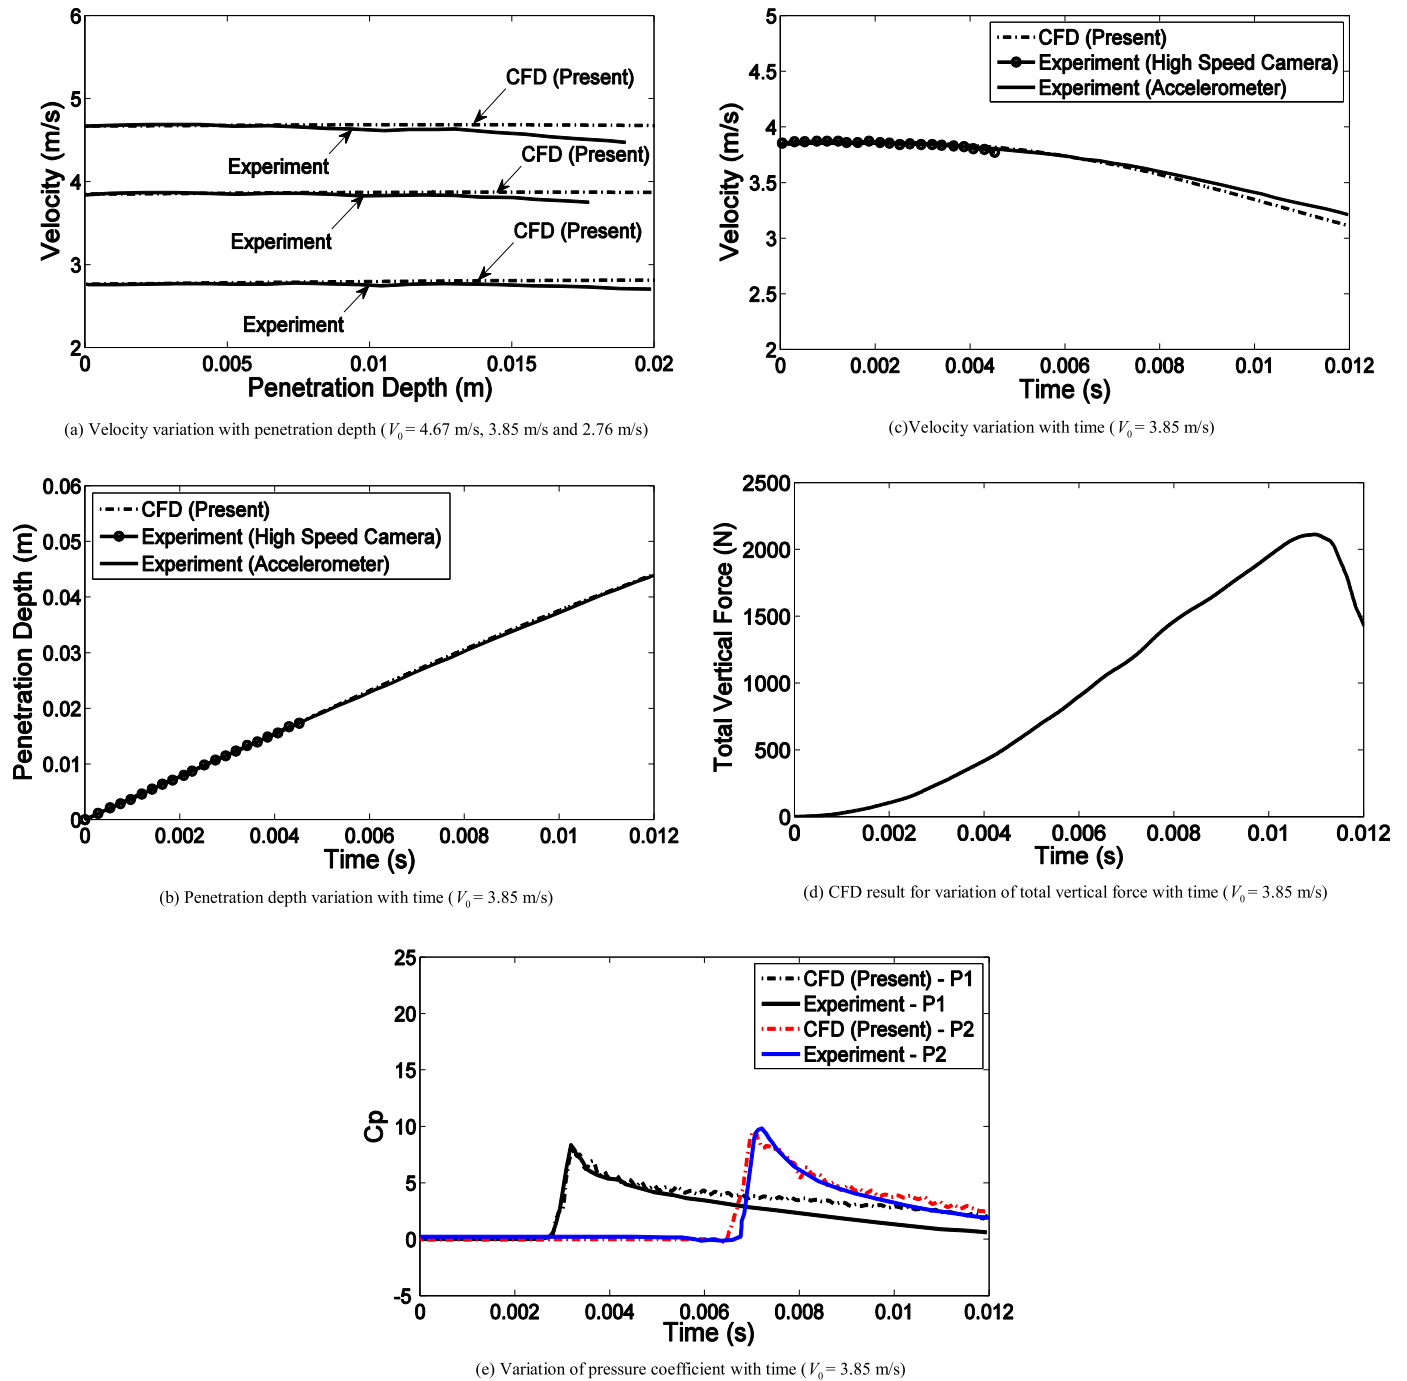 6
5
4
3
2
Velocity (m/s)
CFD (Present)
Experiment
CFD (Present)
Experiment
CFD (Present)
Experiment
0 0.005 0.01 0.015 0.02
Penetration Depth (m)
(a) Velocity variation with penetration depth (V0 = 4.67 m/s, 3.85 m/s and 2.76 m/s)
5
4.5
4
3.5
3
2.5
2
Velocity (m/s)
CFD (Present)
Experiment (High Speed Camera)
Experiment (Accelerometer)
0 0.002 0.004 0.006 0.008 0.01 0.012
Time (s)
(c)Velocity variation with time (V0 = 3.85 m/s)
0.06
0.05
0.04
0.03
0.02
0.01
0
Penetration Depth (m)
CFD (Present)
Experiment (High Speed Camera)
Experiment (Accelerometer)
0 0.002 0.004 0.006 0.008 0.01 0.012
Time (s)
(b) Penetration depth variation with time (V0 = 3.85 m/s)
2500
2000
1500
1000
500
0
Total Vertical Force (N)
0 0.002 0.004 0.006 0.008 0.01 0.012
Time (s)
(d) CFD result for variation of total vertical force with time (V0 = 3.85 m/s)
25
20
15
10
5
0
-5
Cp
CFD (Present) - P1
Experiment - P1
CFD (Present) - P2
Experiment - P2
0 0.002 0.004 0.006 0.008 0.01 0.012
Time (s)
(e) Variation of pressure coefficient with time (V0 = 3.85 m/s)